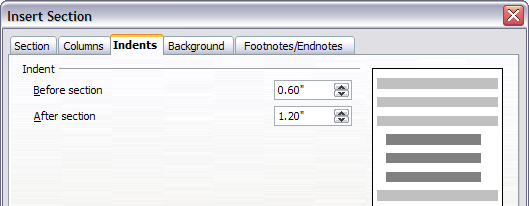 Insert Section
Section Columns Indents Background Footnotes/Endnotes
Indent
Before section 0.60"
After section 1.20"